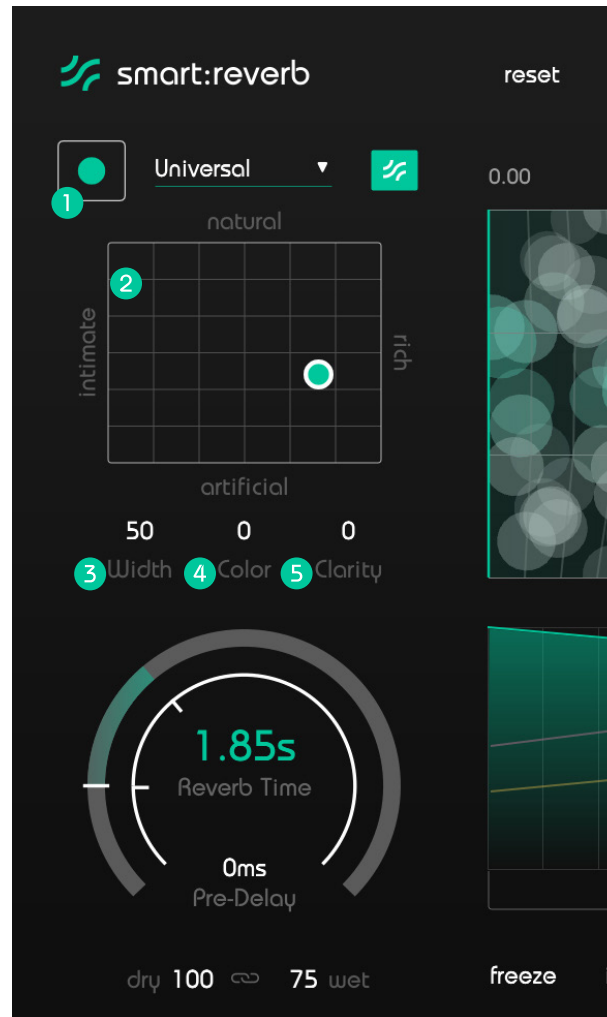 smart:reverb
reset
1
Universal
0.00
natural
2
intimate
rich
artificial
50 0 0
3 Width 4 Color 5 Clarity
1.85s
Reverb Time
0ms
Pre-Delay
dry 100 75 wet
freeze